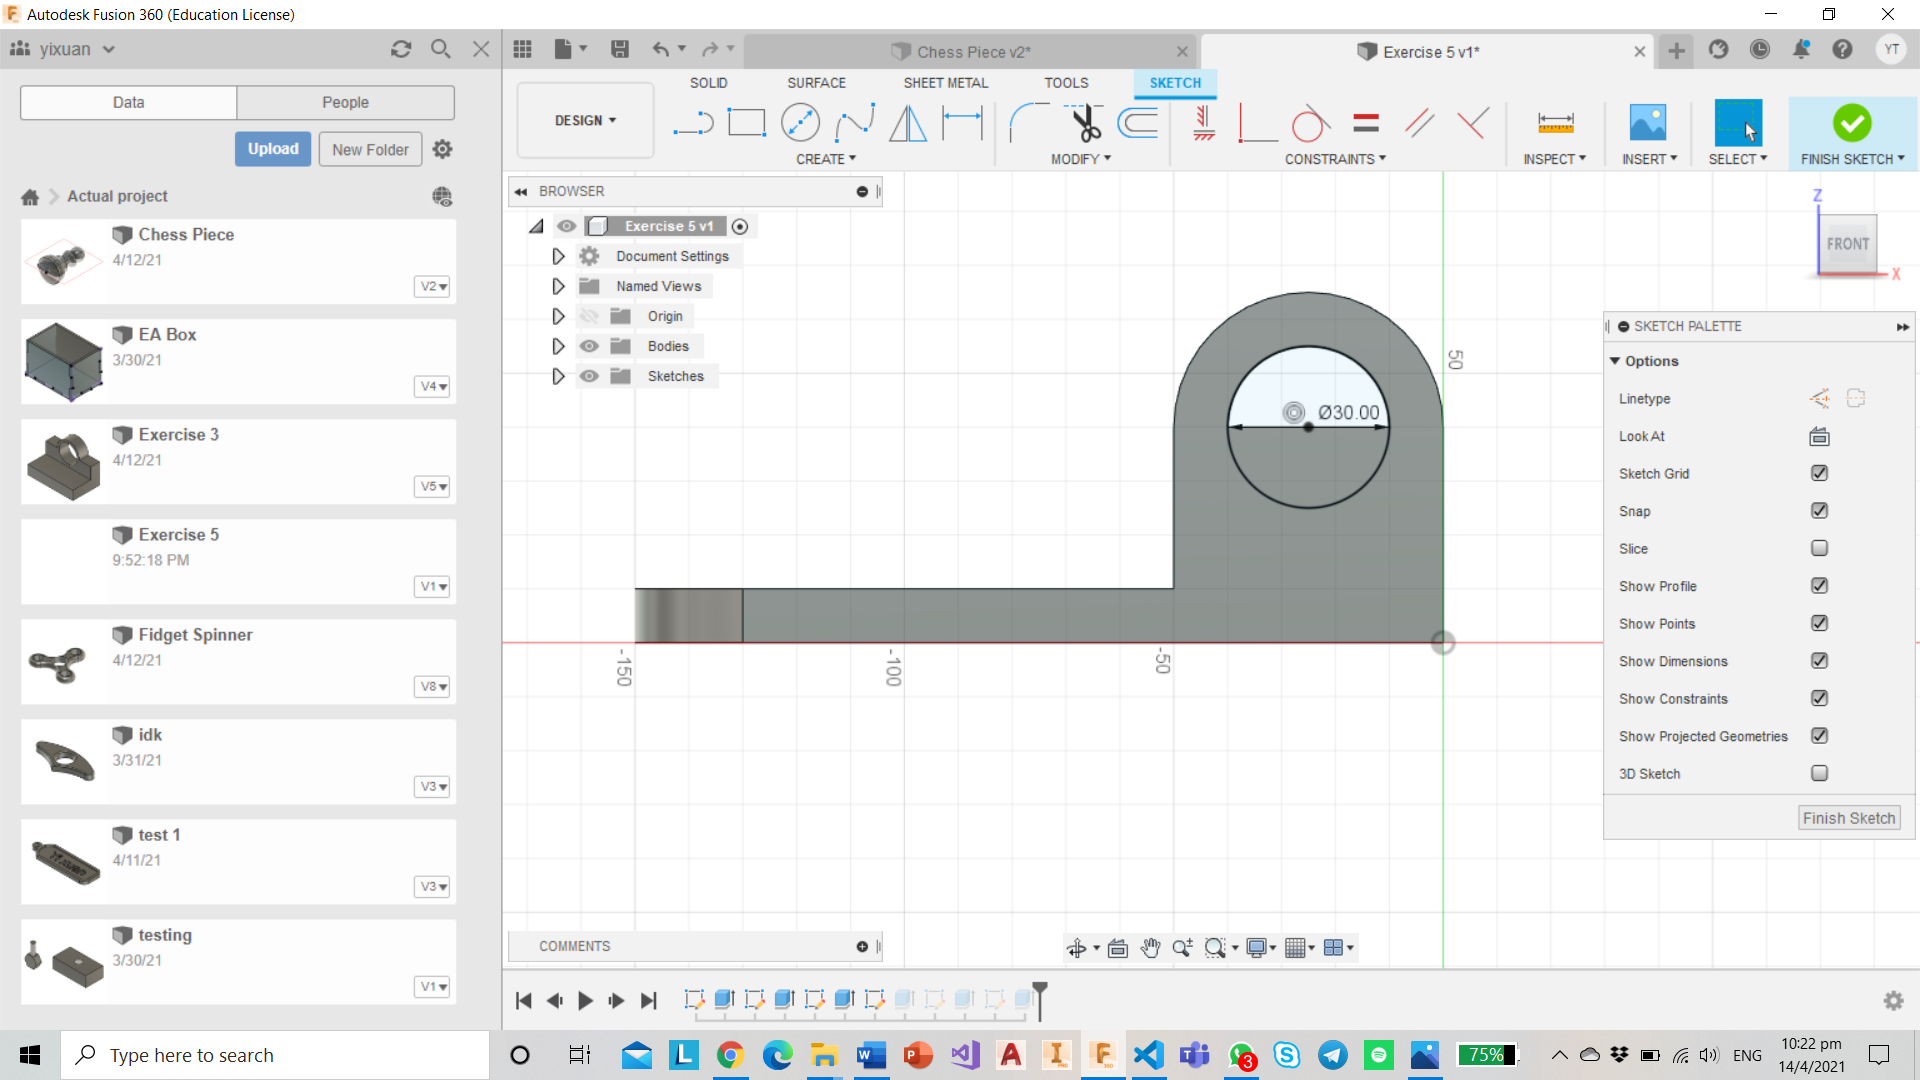 Autodesk Fusion 360 (Education License)
yixuan
Chess Piece v2*
Exercise 5 v1*
YT
Data
People
Upload
New Folder
Actual project
Chess Piece
4/12/21
V2
EA Box
3/30/21
V4
Exercise 3
4/12/21
V5
Exercise 5
9:52:18 PM
V1
Fidget Spinner
4/12/21
V8
idk
3/31/21
V3
test 1
4/11/21
V3
testing
3/30/21
V1
DESIGN
SOLID
SURFACE
SHEET METAL
TOOLS
SKETCH
CREATE
MODIFY
CONSTRAINTS
INSPECT
INSERT
SELECT
FINISH SKETCH
BROWSER
Exercise 5 v1
Document Settings
Named Views
Origin
Bodies
Sketches
Z
FRONT
X
50
Ø30.00
-150
-100
-50
SKETCH PALETTE
Options
Linetype
Look At
Sketch Grid
Snap
Slice
Show Profile
Show Points
Show Dimensions
Show Constraints
Show Projected Geometries
3D Sketch
Finish Sketch
COMMENTS
Type here to search
3
75%
ENG
10:22 pm
14/4/2021